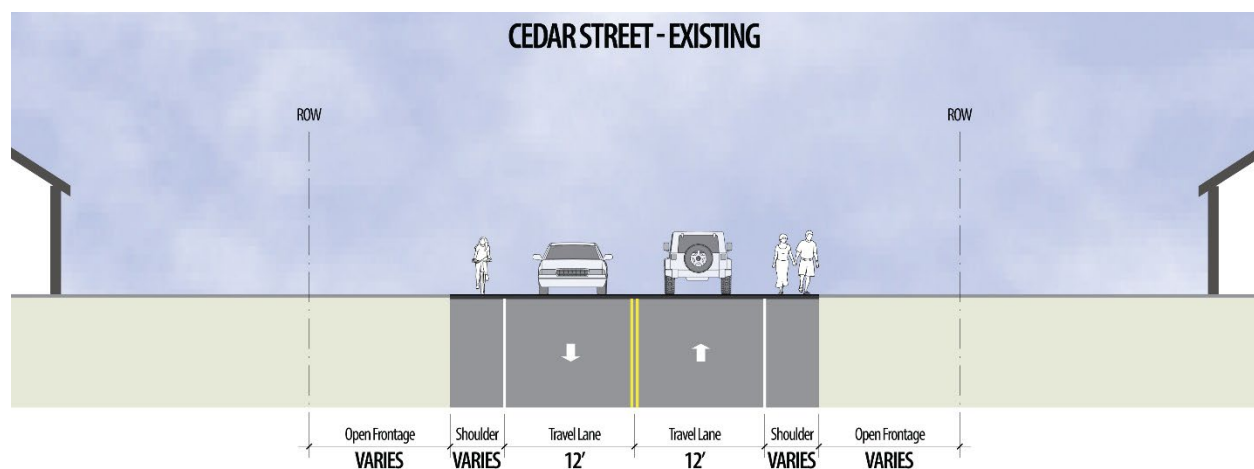 CEDAR STREET - EXISTING
ROW ROW
Open Frontage Shoulder Travel Lane Travel Lane Shoulder Open Frontage
VARIES VARIES 12' 12' VARIES VARIES